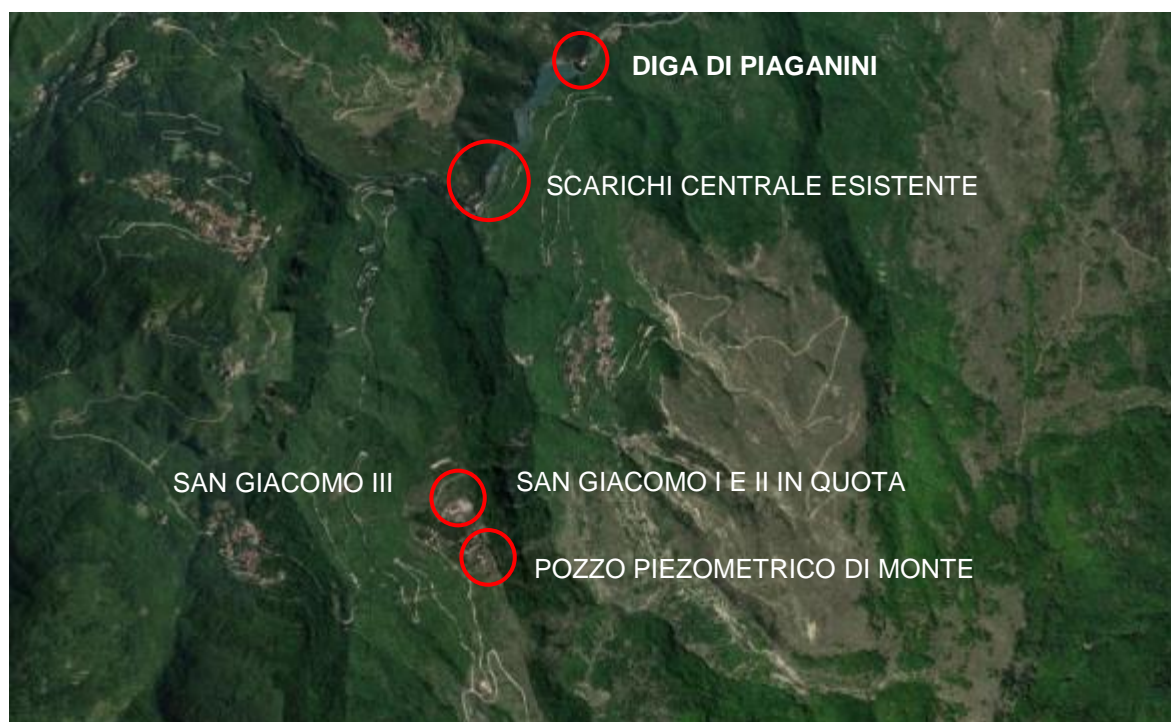 DIGA DI PIAGANINI
SCARICHI CENTRALE ESISTENTE
SAN GIACOMO III
SAN GIACOMO I E II IN QUOTA
POZZO PIEZOMETRICO DI MONTE